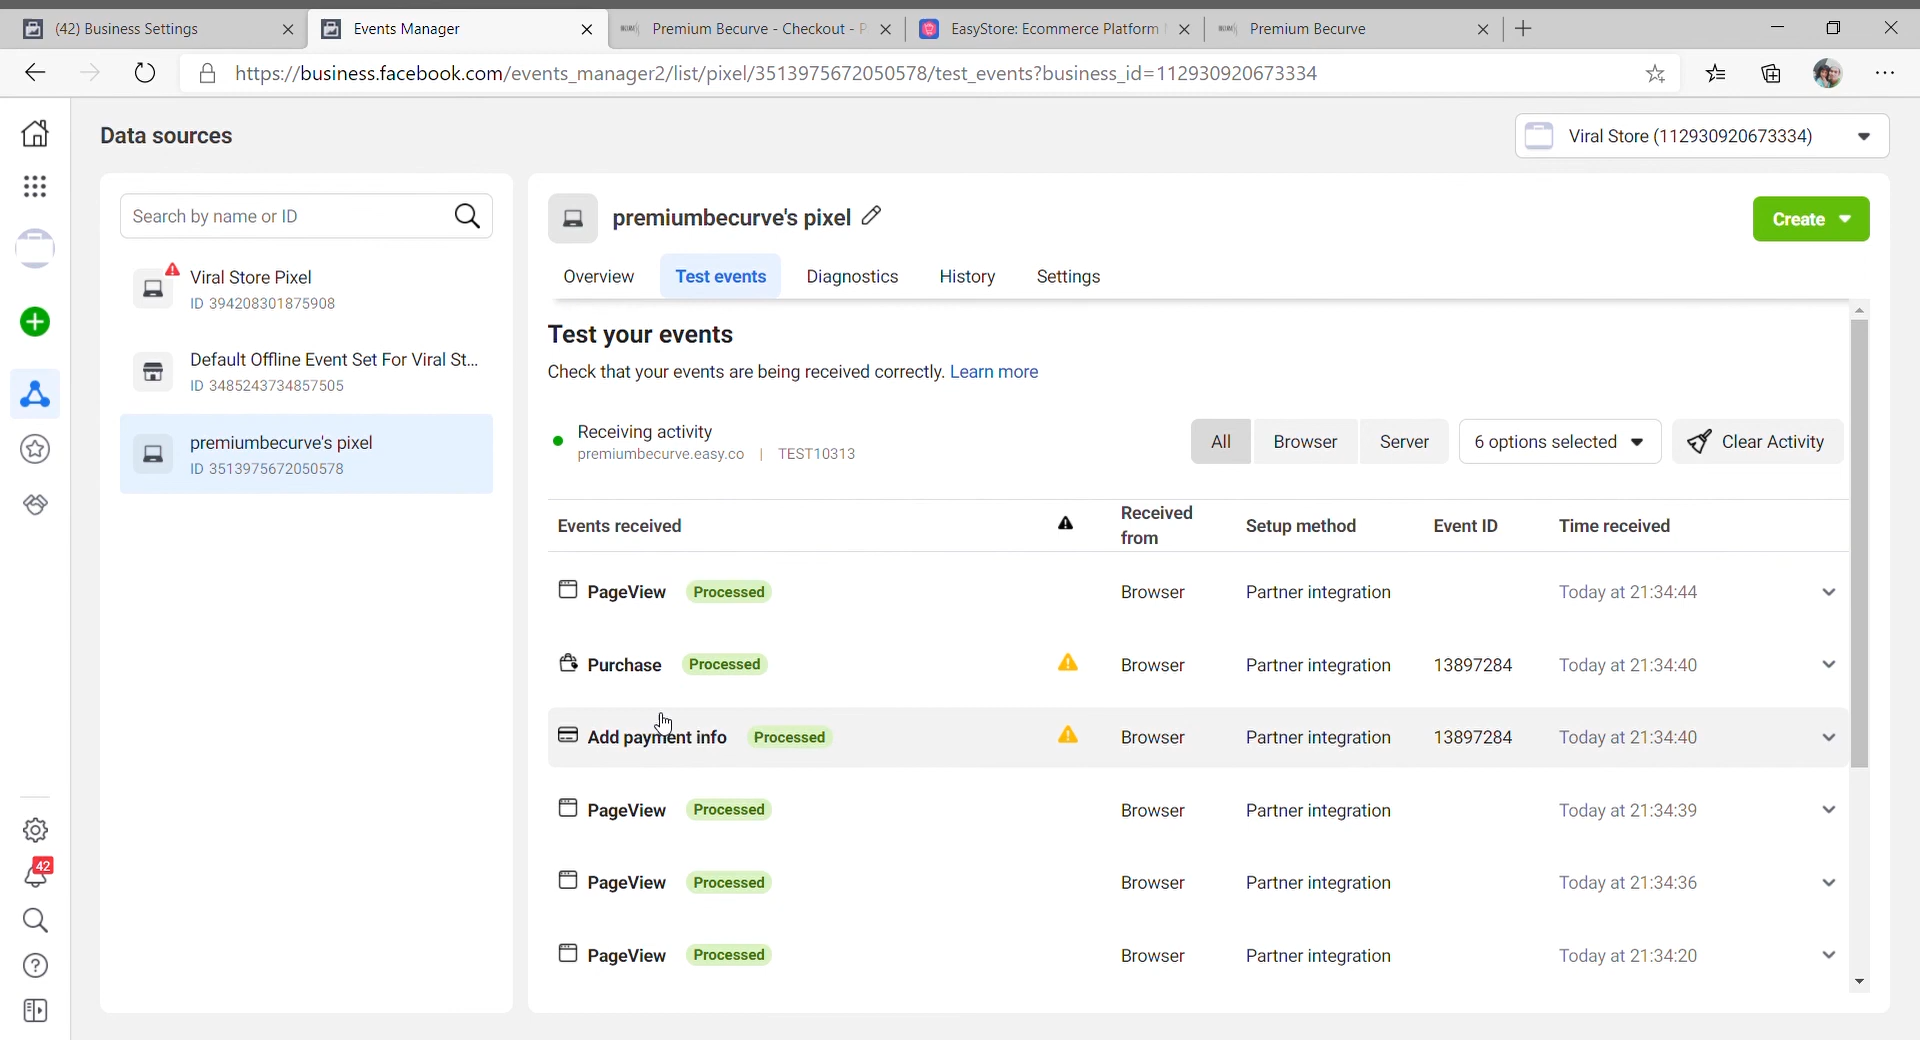 (42) Business Settings
Events Manager
Premium Becurve - Checkout - P
EasyStore: Ecommerce Platform
Premium Becurve
https://business.facebook.com/events_manager2/list/pixel/3513975672050578/test_events?business_id=112930920673334
Data sources
Viral Store (112930920673334)
Search by name or ID
Viral Store Pixel
ID 394208301875908
Default Offline Event Set For Viral St...
ID 3485243734857505
premiumbecurve's pixel
ID 3513975672050578
42
premiumbecurve's pixel
Create
Overview Test events Diagnostics History Settings
Test your events
Check that your events are being received correctly. Learn more
Receiving activity
premiumbecurve.easy.co | TEST10313
All Browser Server 6 options selected Clear Activity
Events received Received from Setup method Event ID Time received
PageView Processed Browser Partner integration Today at 21:34:44
Purchase Processed Browser Partner integration 13897284 Today at 21:34:40
Add payment info Processed Browser Partner integration 13897284 Today at 21:34:40
PageView Processed Browser Partner integration Today at 21:34:39
PageView Processed Browser Partner integration Today at 21:34:36
PageView Processed Browser Partner integration Today at 21:34:20